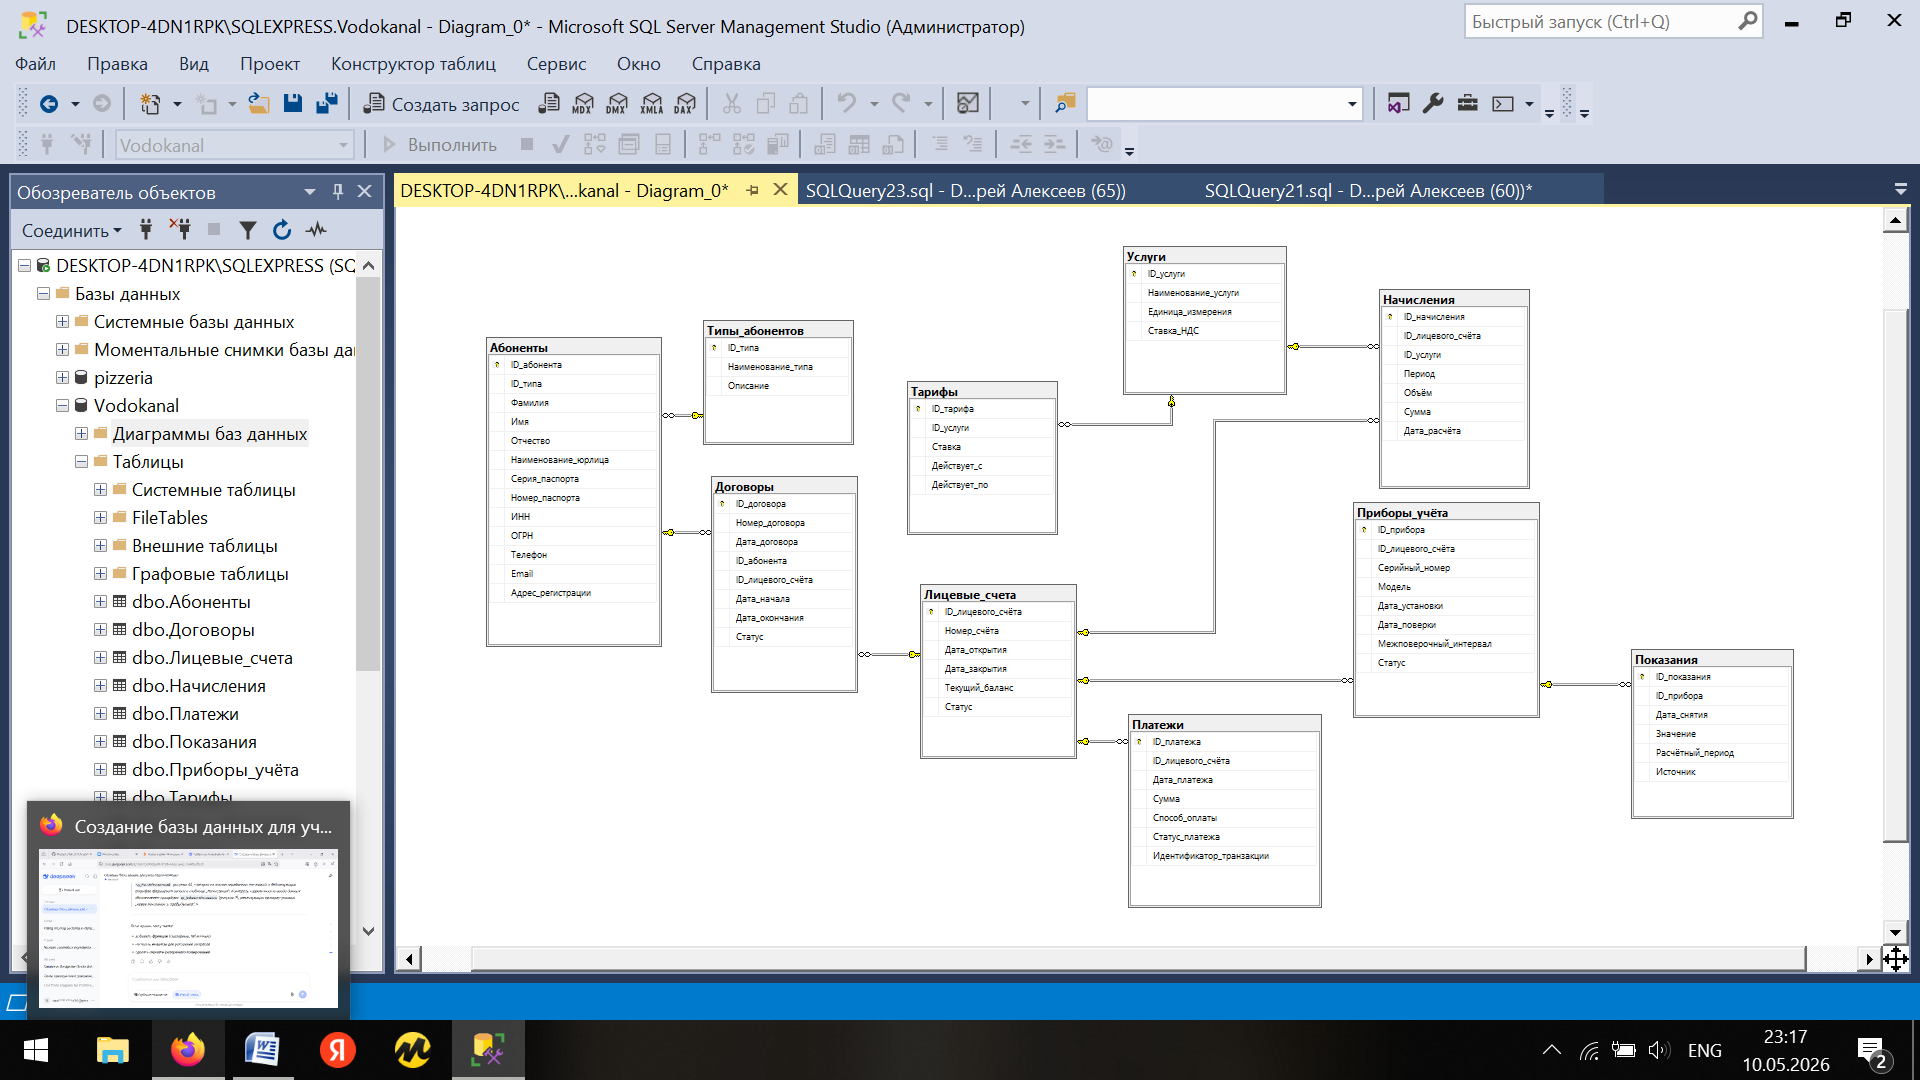 DESKTOP-4DN1RPK\SQLEXPRESS.Vodokanal - Diagram_0* - Microsoft SQL Server Management Studio (Администратор)
Быстрый запуск (Ctrl+Q)
Файл Правка Вид Проект Конструктор таблиц Сервис Окно Справка
Создать запрос MDX DMX XMLA DAX
Vodokanal Выполнить
Обозреватель объектов
DESKTOP-4DN1RPK\...kanal - Diagram_0*
SQLQuery23.sql - D...рей Алексеев (65))
SQLQuery21.sql - D...рей Алексеев (60))*
Соединить
DESKTOP-4DN1RPK\SQLEXPRESS (SQ
Базы данных
Системные базы данных
Моментальные снимки базы да
pizzeria
Vodokanal
Диаграммы баз данных
Таблицы
Системные таблицы
FileTables
Внешние таблицы
Графовые таблицы
dbo.Абоненты
dbo.Договоры
dbo.Лицевые_счета
dbo.Начисления
dbo.Платежи
dbo.Показания
dbo.Приборы_учёта
dbo.Тарифы
Абоненты
ID_абонента
ID_типа
Фамилия
Имя
Отчество
Наименование_юрлица
Серия_паспорта
Номер_паспорта
ИНН
ОГРН
Телефон
Email
Адрес_регистрации
Типы_абонентов
ID_типа
Наименование_типа
Описание
Договоры
ID_договора
Номер_договора
Дата_договора
ID_абонента
ID_лицевого_счёта
Дата_начала
Дата_окончания
Статус
Тарифы
ID_тарифа
ID_услуги
Ставка
Действует_с
Действует_по
Лицевые_счета
ID_лицевого_счёта
Номер_счёта
Дата_открытия
Дата_закрытия
Текущий_баланс
Статус
Услуги
ID_услуги
Наименование_услуги
Единица_измерения
Ставка_НДС
Платежи
ID_платежа
ID_лицевого_счёта
Дата_платежа
Сумма
Способ_оплаты
Статус_платежа
Идентификатор_транзакции
Начисления
ID_начисления
ID_лицевого_счёта
ID_услуги
Период
Объём
Сумма
Дата_расчёта
Приборы_учёта
ID_прибора
ID_лицевого_счёта
Серийный_номер
Модель
Дата_установки
Дата_поверки
Межповерочный_интервал
Статус
Показания
ID_показания
ID_прибора
Дата_снятия
Значение
Расчётный_период
Источник
Создание базы данных для уч...
deepseek
Я
ENG
23:17
10.05.2026
2